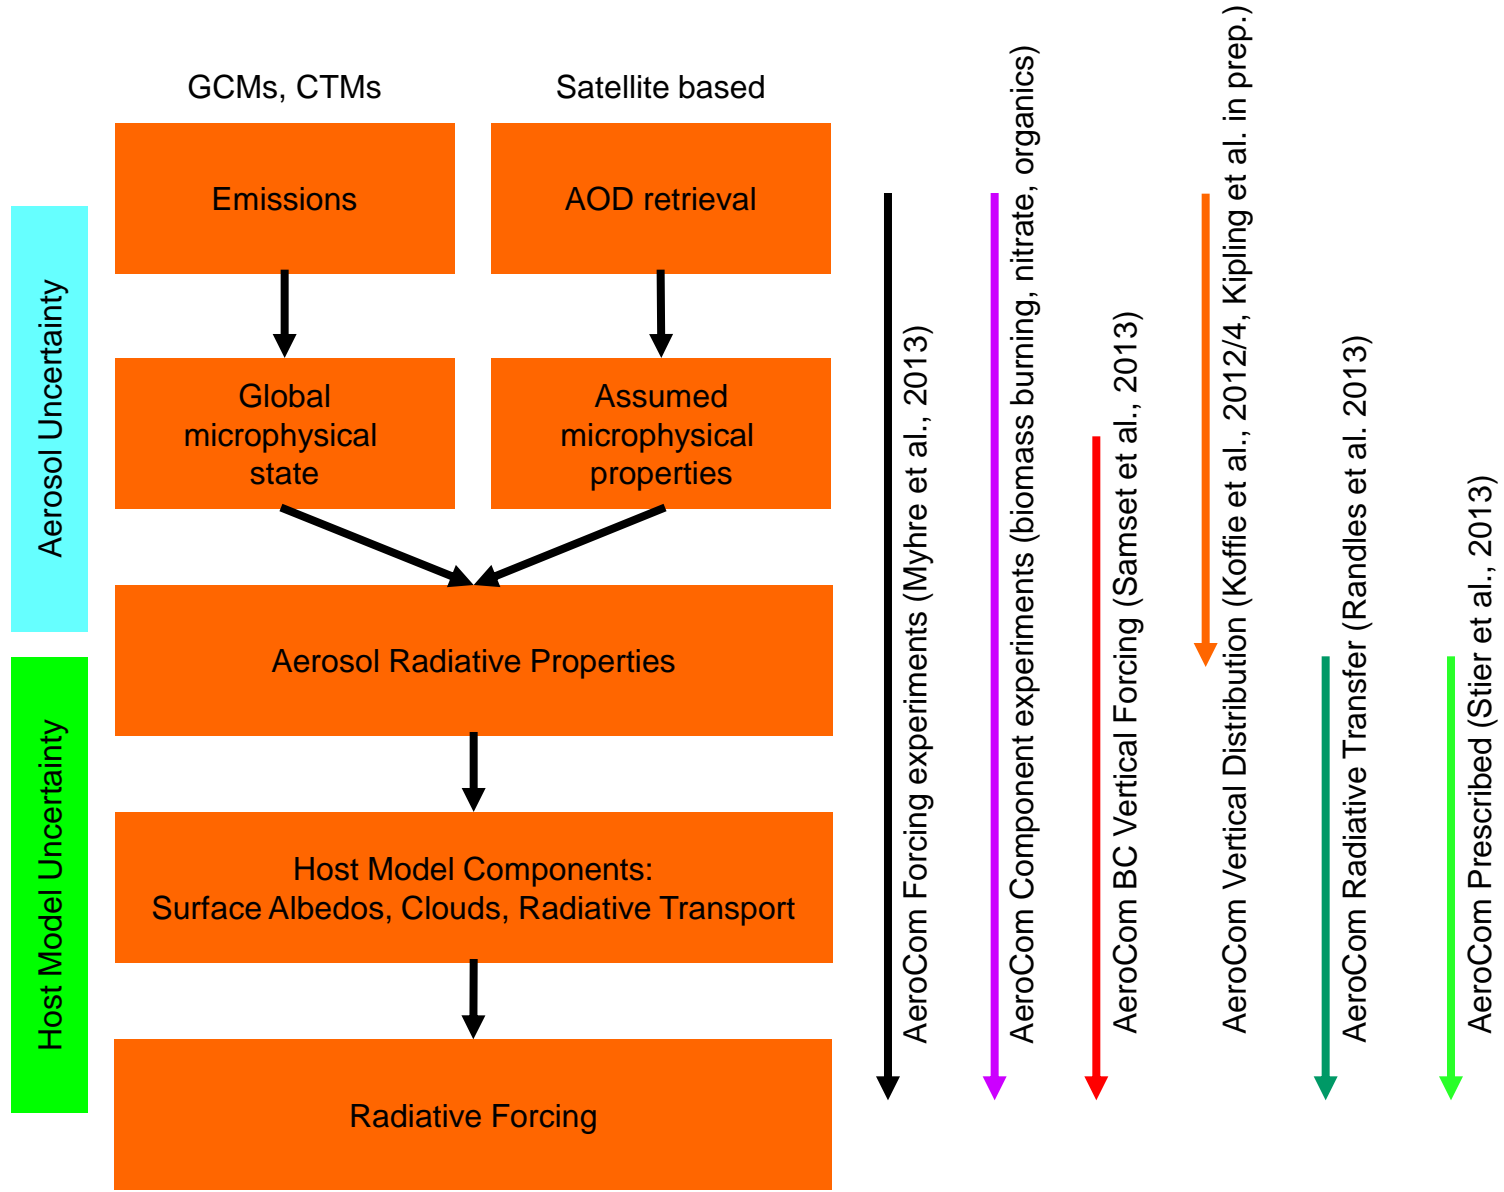 GCMs, CTMs
Satellite based
Emissions
AOD retrieval
Global
microphysical
state
Assumed
microphysical
properties
Aerosol Radiative Properties
Host Model Components:
Surface Albedos, Clouds, Radiative Transport
Radiative Forcing
Aerosol Uncertainty
Host Model Uncertainty
AeroCom Forcing experiments (Myhre et al., 2013)
AeroCom Component experiments (biomass burning, nitrate, organics)
AeroCom BC Vertical Forcing (Samset et al., 2013)
AeroCom Vertical Distribution (Koffie et al., 2012/4, Kipling et al. in prep.)
AeroCom Radiative Transfer (Randles et al. 2013)
AeroCom Prescribed (Stier et al., 2013)